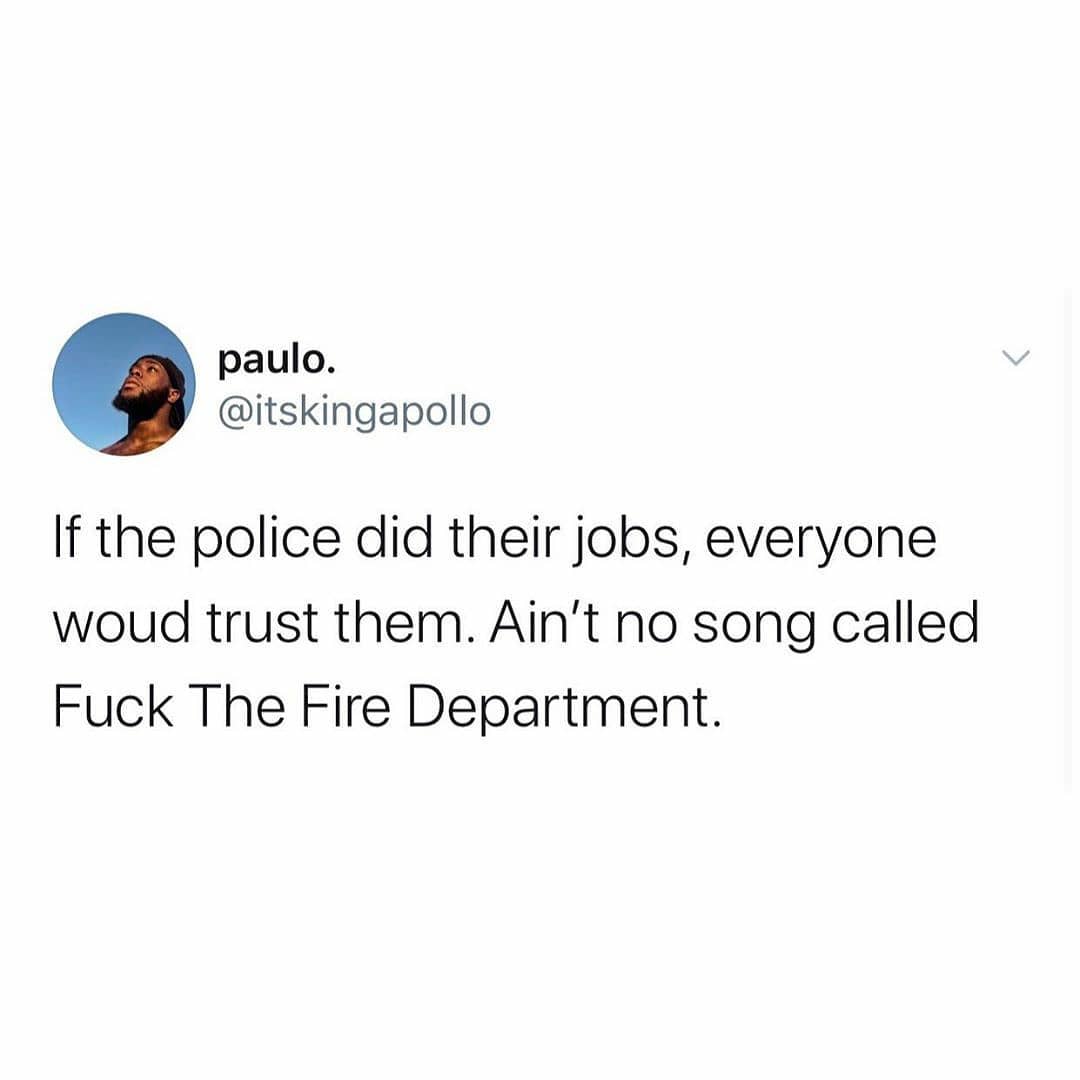 paulo.
@itskingapollo
If the police did their jobs, everyone
woud trust them. Ain't no song called
Fuck The Fire Department.